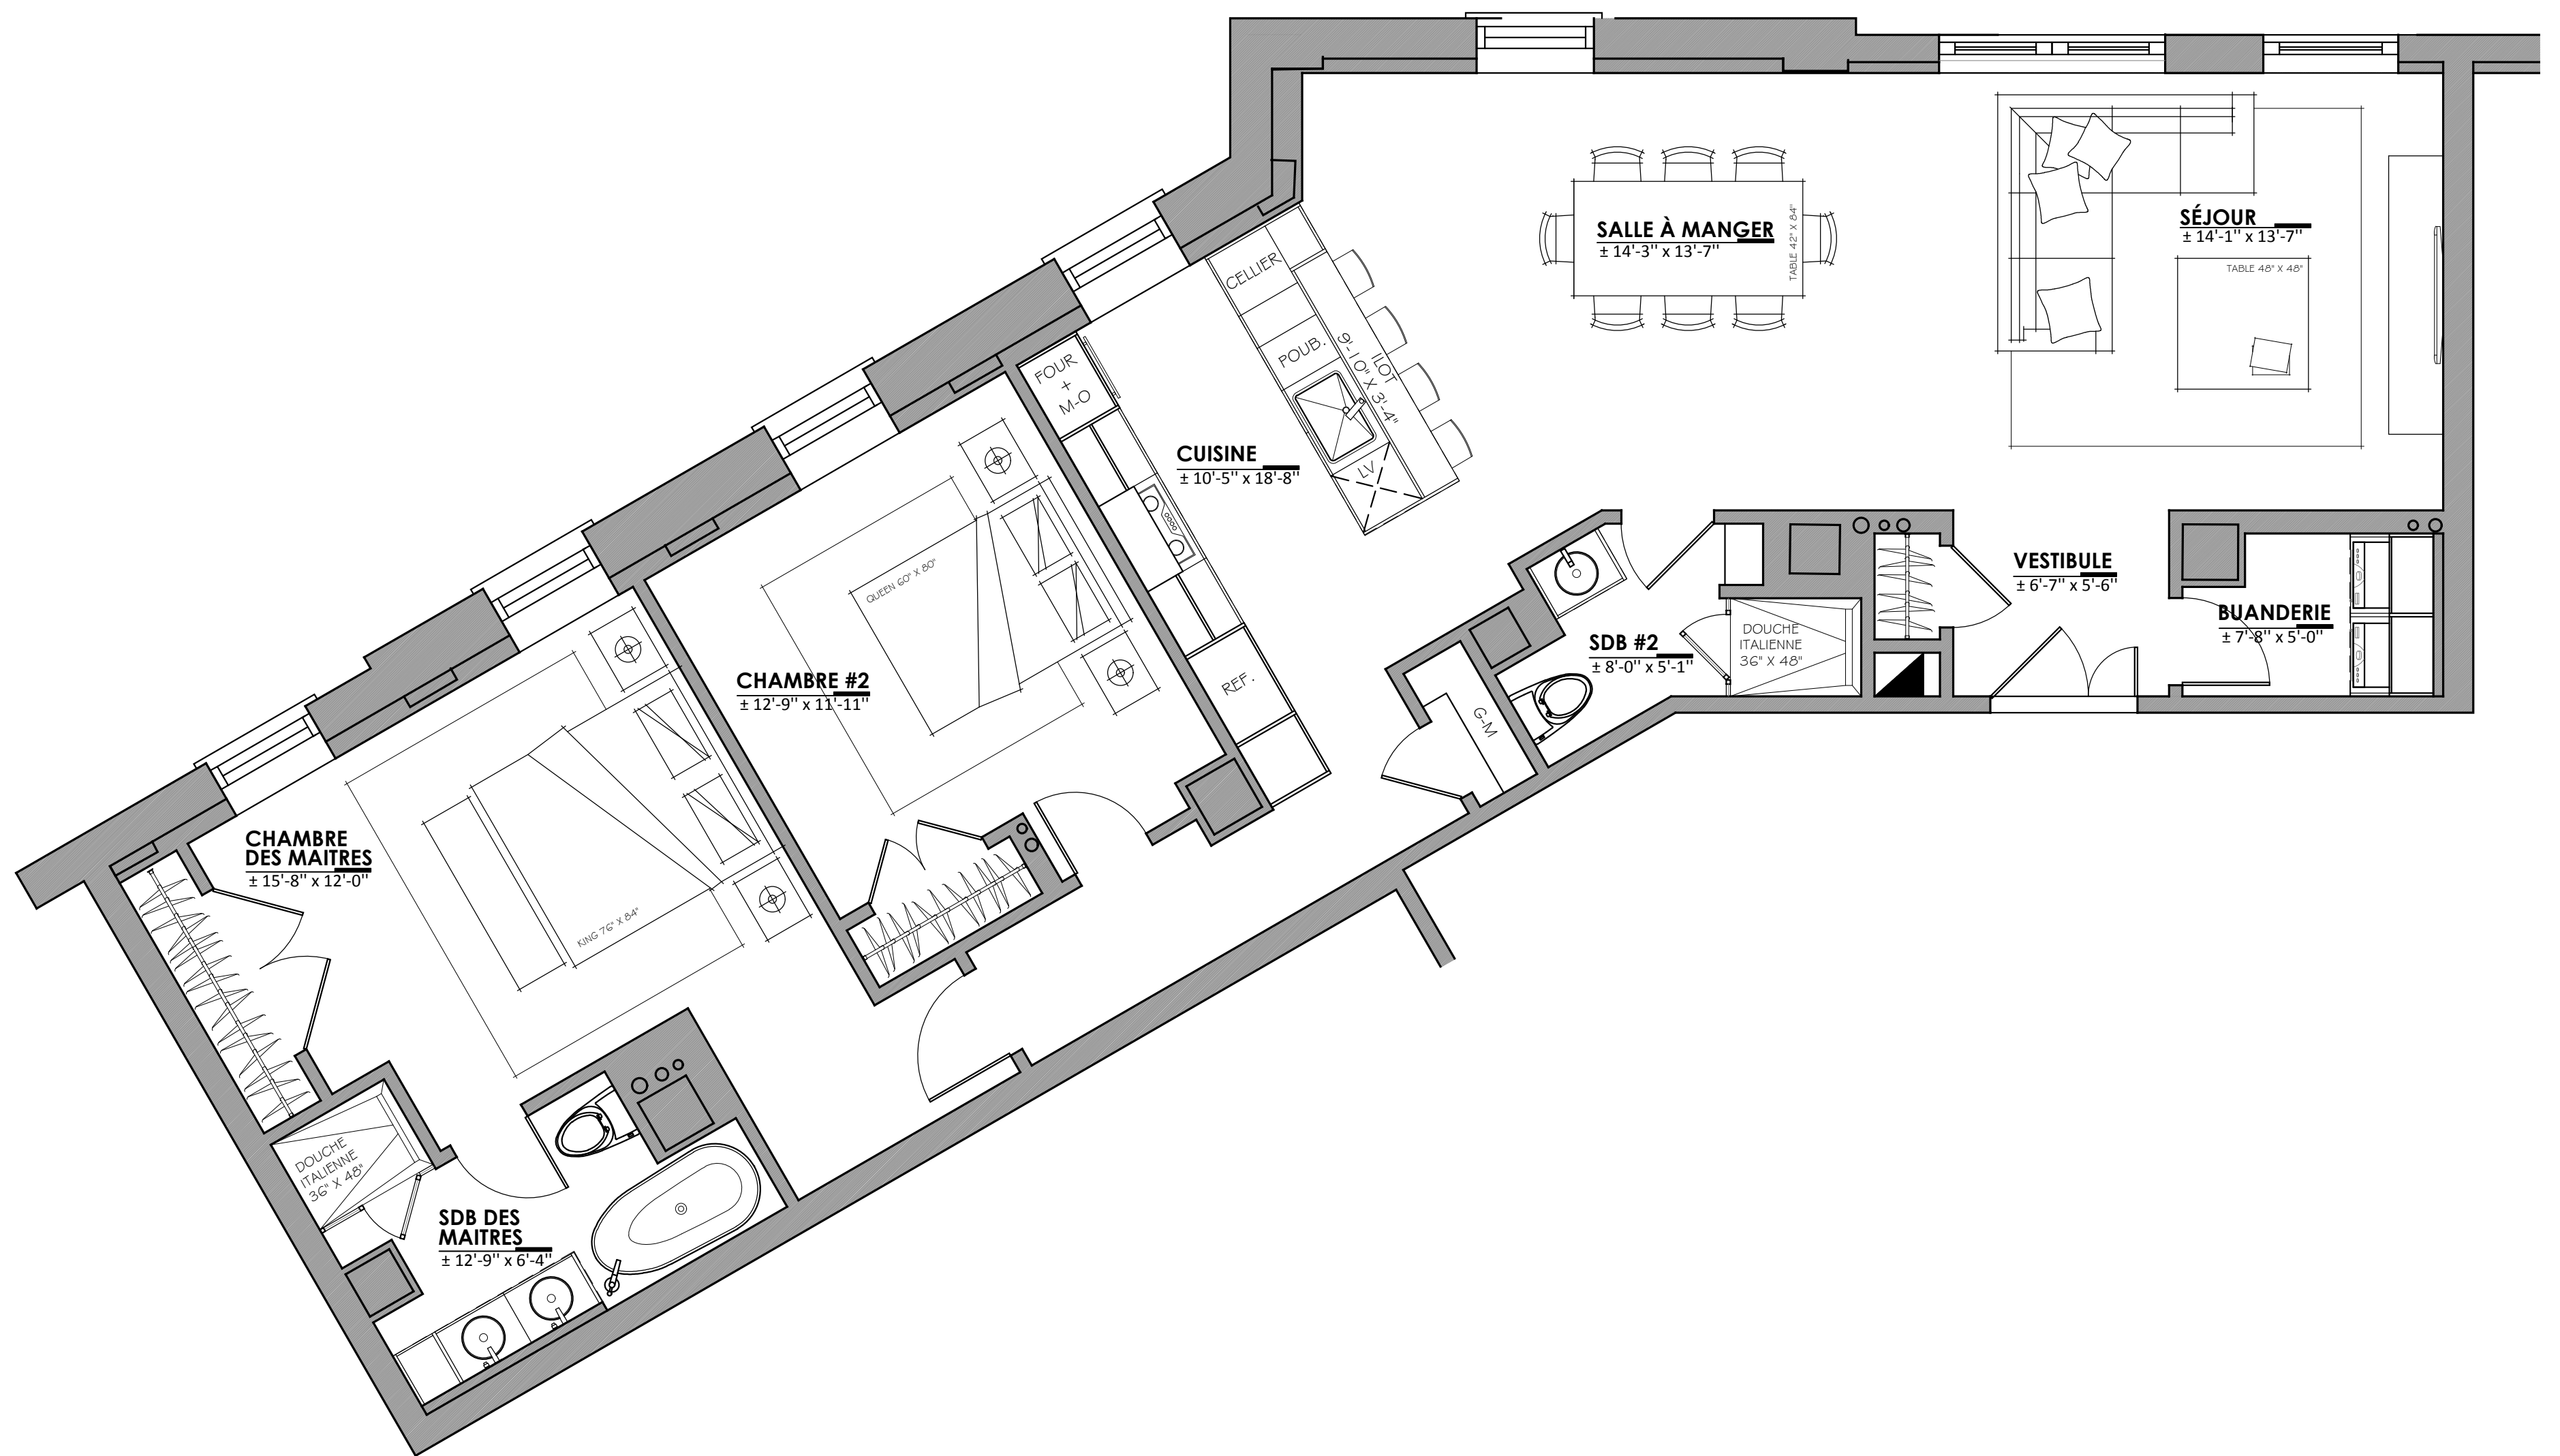 SALLE À MANGER
± 14'-3" x 13'-7"
TABLE 42" X 84"
SÉJOUR
± 14'-1" x 13'-7"
TABLE 48" X 48"
CELLIER
POUB.
ILOT
9'-10" X 3'-4"
LV
FOUR
+
M-O
CUISINE
± 10'-5" x 18'-8"
REF.
VESTIBULE
± 6'-7" x 5'-6"
BUANDERIE
± 7'-8" x 5'-0"
SDB #2
± 8'-0" x 5'-1"
DOUCHE
ITALIENNE
36" X 48"
G-M
QUEEN 60" X 80"
CHAMBRE #2
± 12'-9" x 11'-11"
CHAMBRE
DES MAITRES
± 15'-8" x 12'-0"
KING 76" X 84"
DOUCHE
ITALIENNE
36" X 48"
SDB DES
MAITRES
± 12'-9" x 6'-4"